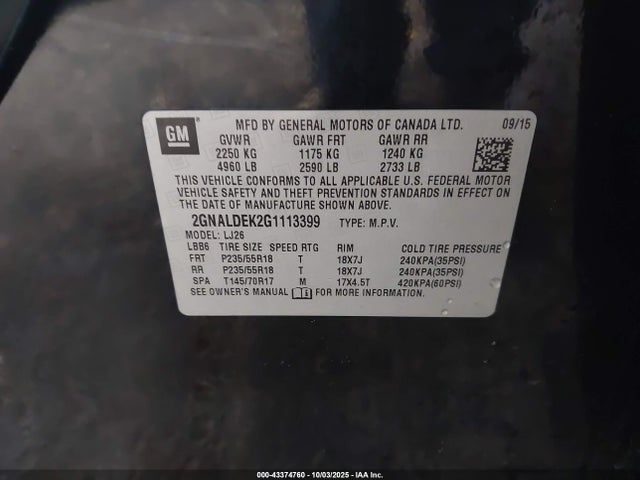 GM
MFD BY GENERAL MOTORS OF CANADA LTD. 09/15
GVWR GAWR FRT GAWR RR
2250 KG 1175 KG 1240 KG
4960 LB 2590 LB 2733 LB
THIS VEHICLE CONFORMS TO ALL APPLICABLE U.S. FEDERAL MOTOR
VEHICLE SAFETY AND THEFT PREVENTION STANDARDS IN EFFECT ON
THE DATE OF MANUFACTURE SHOWN ABOVE.
2GNALDEK2G1113399 TYPE: M.P.V.
MODEL: LJ26
LBB6 TIRE SIZE SPEED RTG RIM COLD TIRE PRESSURE
FRT P235/55R18 T 18X7J 240KPA(35PSI)
RR P235/55R18 T 18X7J 240KPA(35PSI)
SPA T145/70R17 M 17X4.5T 420KPA(60PSI)
SEE OWNER'S MANUAL FOR MORE INFORMATION
000-43374760 - 10/03/2025 - IAA Inc.